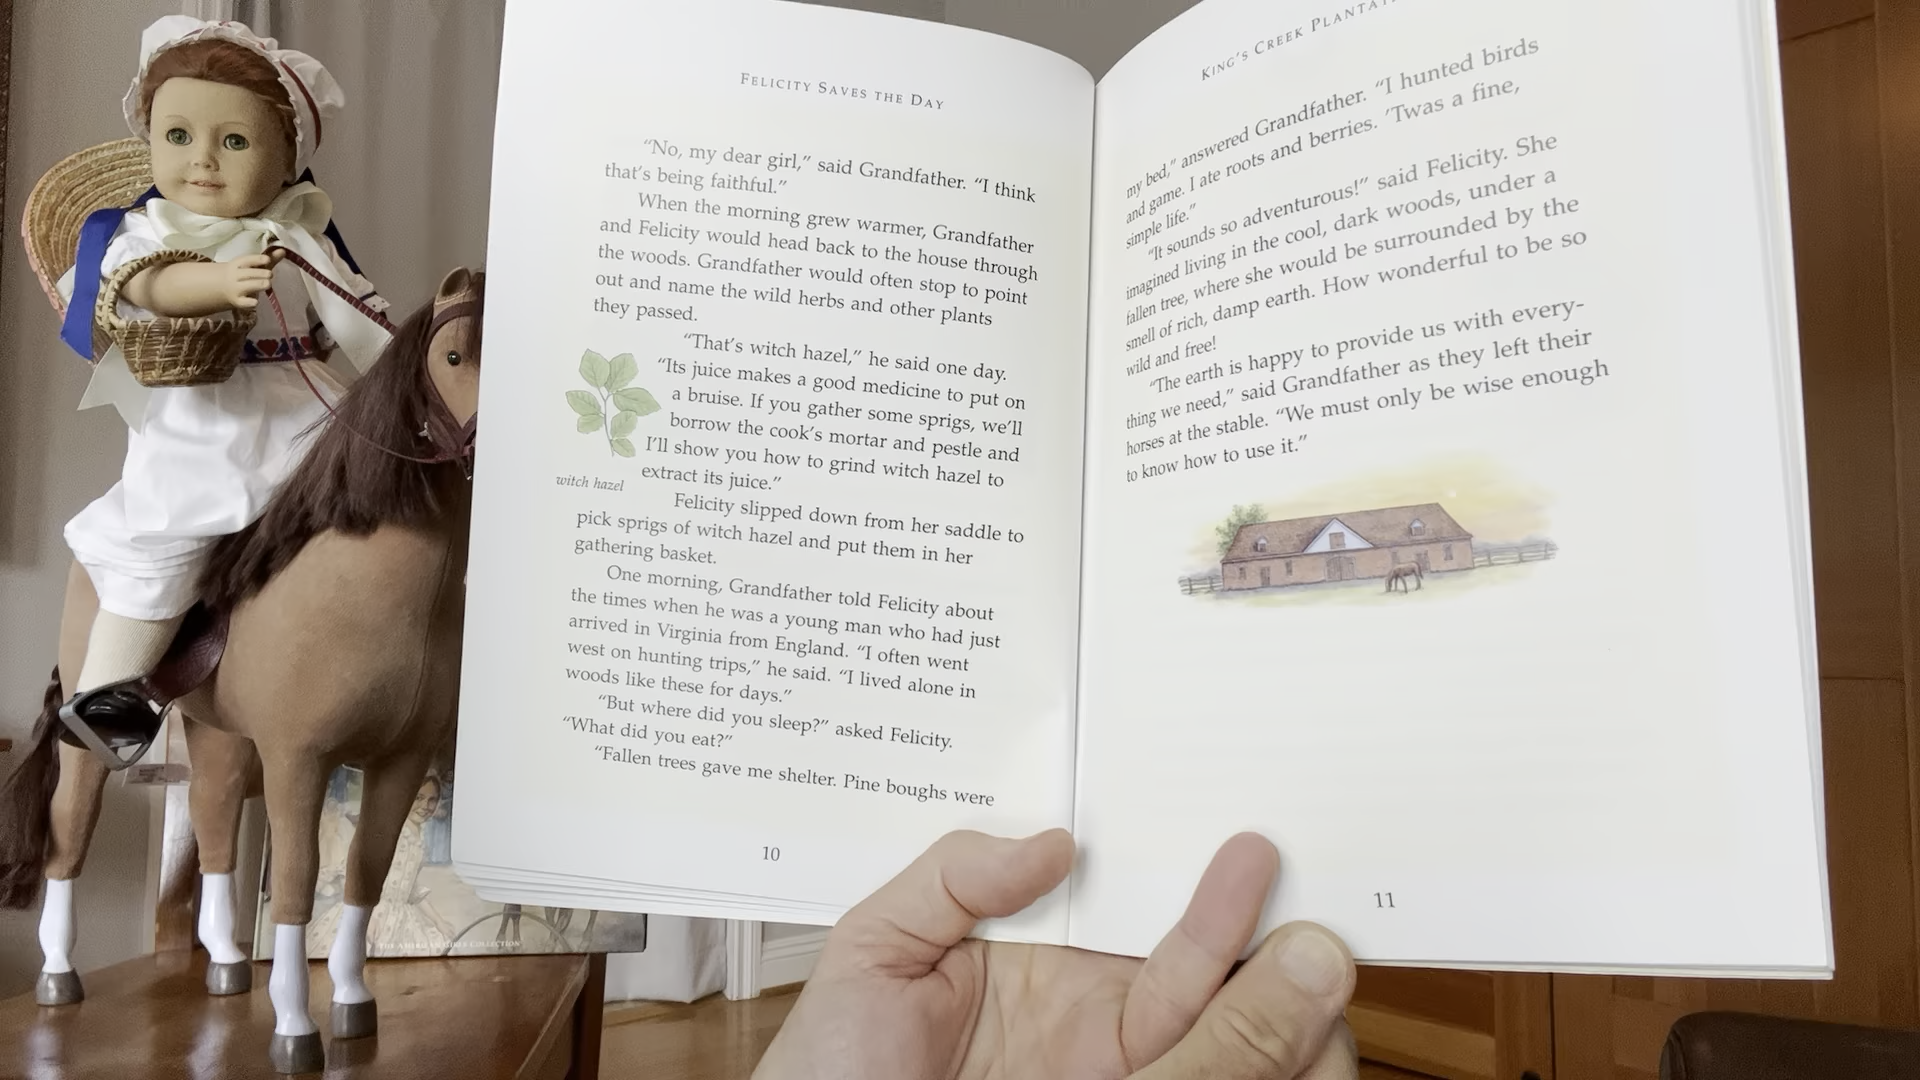 FELICITY SAVES THE DAY
“No, my dear girl,” said Grandfather. “I think
that’s being faithful.”
When the morning grew warmer, Grandfather
and Felicity would head back to the house through
the woods. Grandfather would often stop to point
out and name the wild herbs and other plants
they passed.
“That’s witch hazel,” he said one day.
“Its juice makes a good medicine to put on
a bruise. If you gather some sprigs, we’ll
borrow the cook’s mortar and pestle and
I’ll show you how to grind witch hazel to
extract its juice.”
witch hazel
Felicity slipped down from her saddle to
pick sprigs of witch hazel and put them in her
gathering basket.
One morning, Grandfather told Felicity about
the times when he was a young man who had just
arrived in Virginia from England. “I often went
west on hunting trips,” he said. “I lived alone in
woods like these for days.”
“But where did you sleep?” asked Felicity.
“What did you eat?”
“Fallen trees gave me shelter. Pine boughs were
10
KING’S CREEK
my bed,” answered Grandfather. “I hunted birds
and game. I ate roots and berries. ’Twas a fine,
simple life.”
“It sounds so adventurous!” said Felicity. She
imagined living in the cool, dark woods, under a
fallen tree, where she would be surrounded by the
smell of rich, damp earth. How wonderful to be so
wild and free!
“The earth is happy to provide us with every-
thing we need,” said Grandfather as they left their
horses at the stable. “We must only be wise enough
to know how to use it.”
11
THE AMERICAN GIRLS COLLECTION